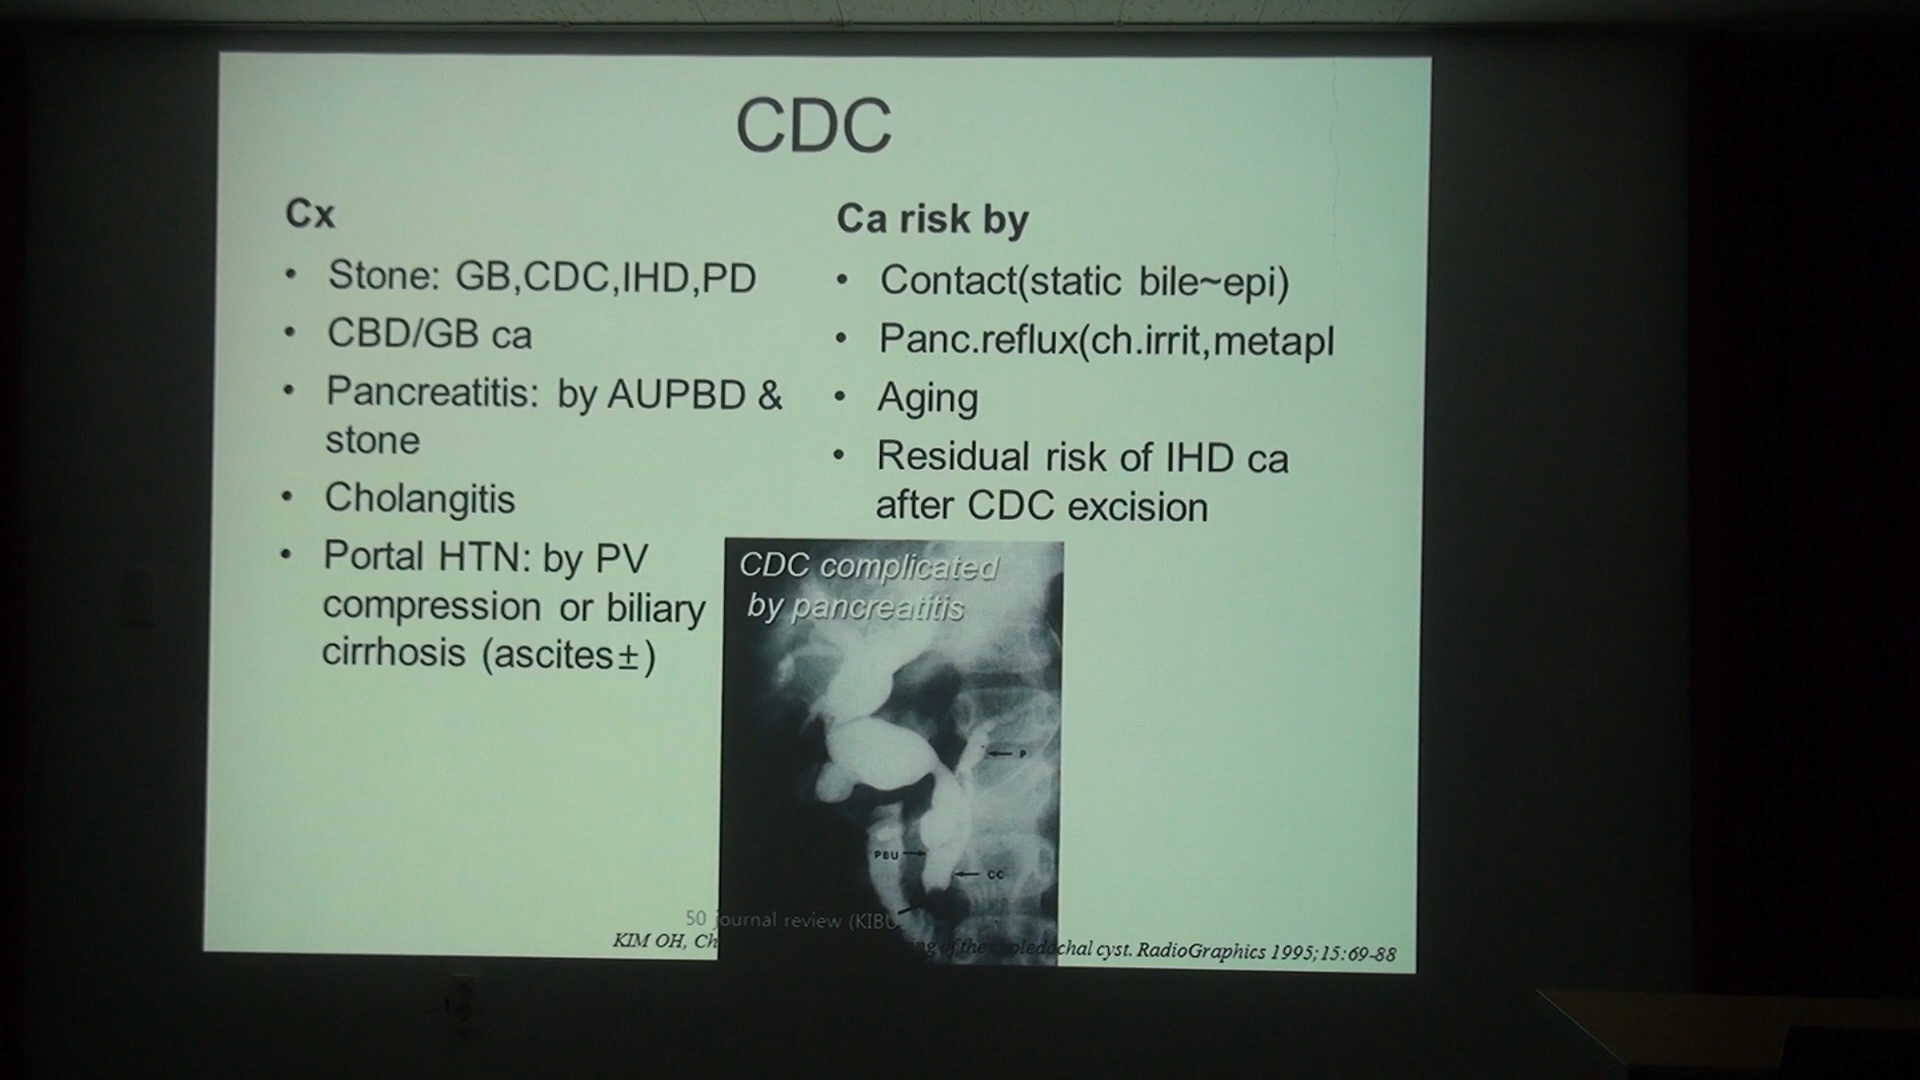 CDC
Cx
• Stone: GB,CDC,IHD,PD
• CBD/GB ca
• Pancreatitis: by AUPBD &
stone
• Cholangitis
• Portal HTN: by PV
compression or biliary
cirrhosis (ascites±)
Ca risk by
• Contact(static bile~epi)
• Panc.reflux(ch.irrit,metapl
• Aging
• Residual risk of IHD ca
after CDC excision
CDC complicated
by pancreatitis
P
PBU
CC
50 journal review (KIBU
KIM OH, Ch
of the choledochal cyst. RadioGraphics 1995;15:69-88